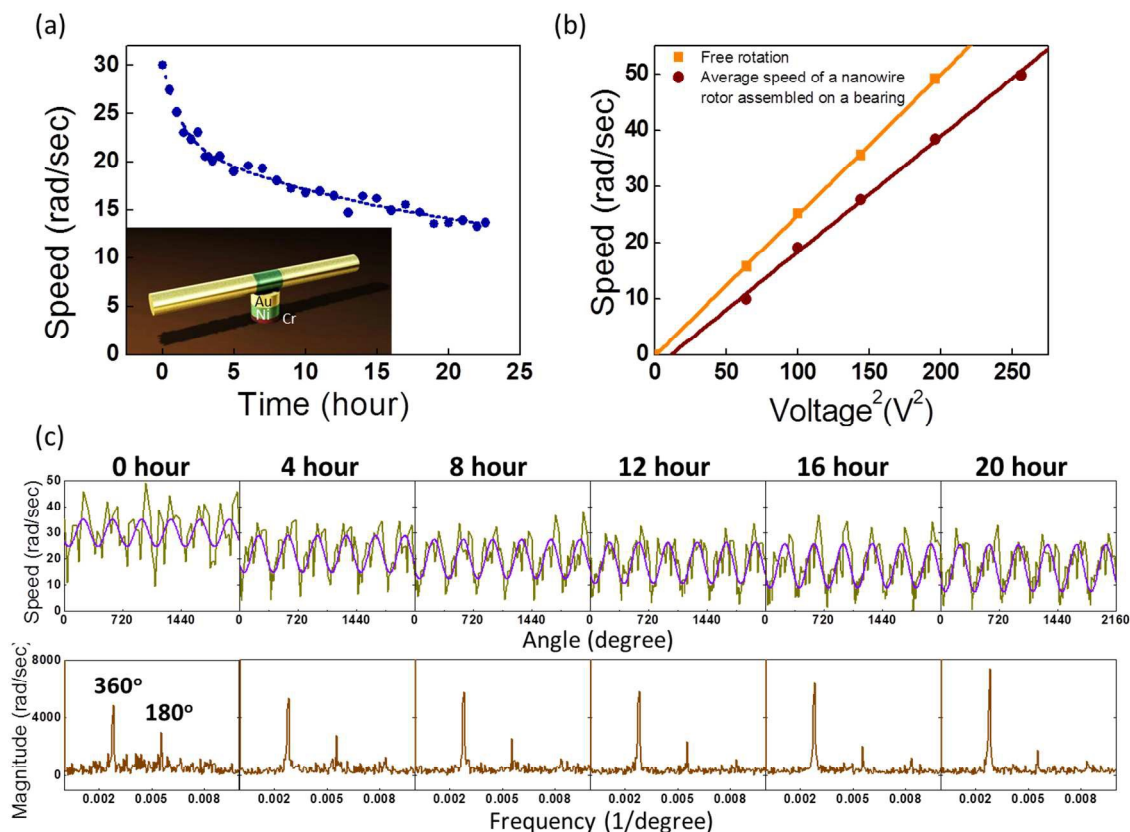 (a)
30
20
10
5
0
Speed (rad/sec)
0 5 10 15 20 25
Time (hour)
Au
Ni
Cr
(b)
Free rotation
Average speed of a nanowire
rotor assembled on a bearing
50
40
30
20
10
0
Speed (rad/sec)
0 50 100 150 200 250
Voltage²(V²)
(c)
0 hour 4 hour 8 hour 12 hour 16 hour 20 hour
50
40
30
20
10
0
Speed (rad/sec)
0 720 1440 0 720 1440 0 720 1440 0 720 1440 0 720 1440 0 720 1440 2160
Angle (degree)
8000
4000
0
Magnitude (rad/sec)
360°
180°
0.002 0.005 0.008 0.002 0.005 0.008 0.002 0.005 0.008 0.002 0.005 0.008 0.002 0.005 0.008 0.002 0.005 0.008
Frequency (1/degree)